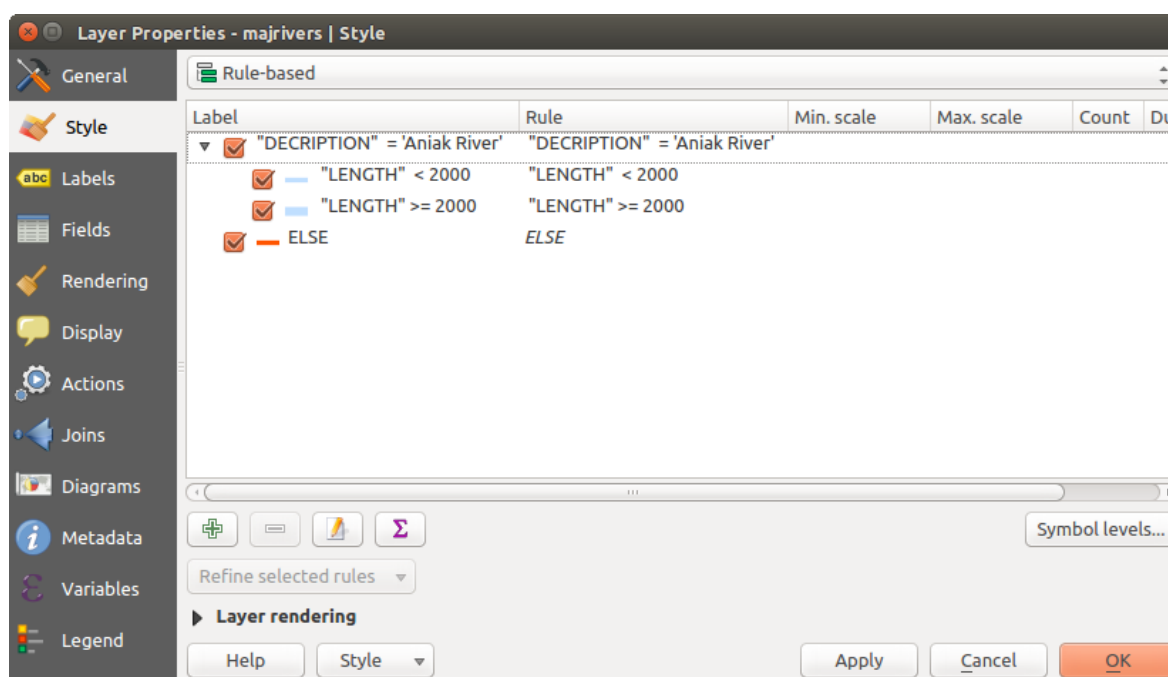 Layer Properties - majrivers | Style
General
Style
abc Labels
Fields
Rendering
Display
Actions
Joins
Diagrams
Metadata
Variables
Legend
Rule-based
Label Rule Min. scale Max. scale Count Du
"DECRIPTION" = 'Aniak River' "DECRIPTION" = 'Aniak River'
"LENGTH" < 2000 "LENGTH" < 2000
"LENGTH" >= 2000 "LENGTH" >= 2000
ELSE ELSE
Σ
Symbol levels...
Refine selected rules
Layer rendering
Help Style Apply Cancel OK